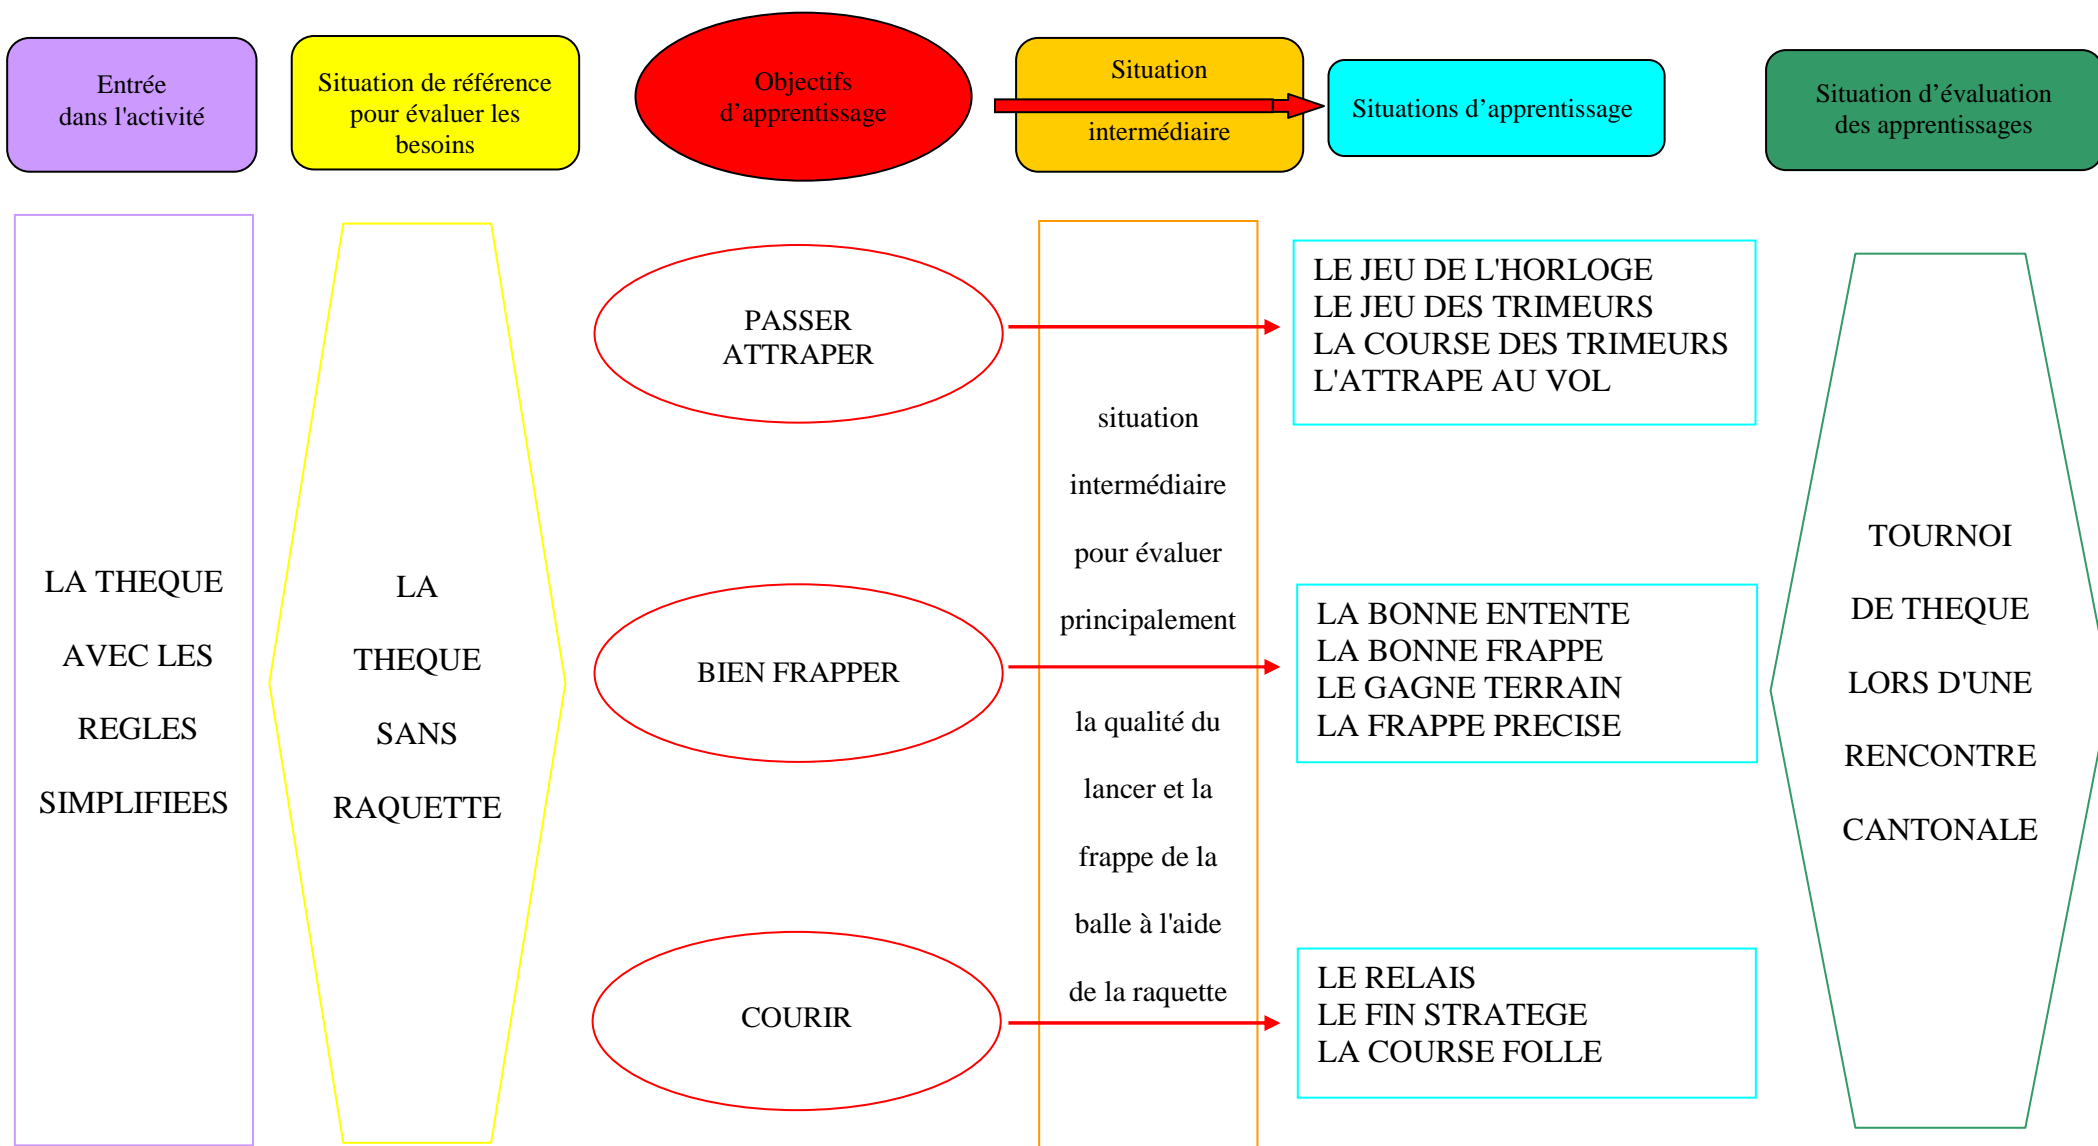 Entrée
dans l'activité
Situation de référence
pour évaluer les
besoins
Objectifs
d’apprentissage
Situation
intermédiaire
Situations d’apprentissage
Situation d’évaluation
des apprentissages
LA THEQUE
AVEC LES
REGLES
SIMPLIFIEES
LA
THEQUE
SANS
RAQUETTE
PASSER
ATTRAPER
BIEN FRAPPER
COURIR
situation
intermédiaire
pour évaluer
principalement
la qualité du
lancer et la
frappe de la
balle à l'aide
de la raquette
LE JEU DE L'HORLOGE
LE JEU DES TRIMEURS
LA COURSE DES TRIMEURS
L'ATTRAPE AU VOL
LA BONNE ENTENTE
LA BONNE FRAPPE
LE GAGNE TERRAIN
LA FRAPPE PRECISE
LE RELAIS
LE FIN STRATEGE
LA COURSE FOLLE
TOURNOI
DE THEQUE
LORS D'UNE
RENCONTRE
CANTONALE